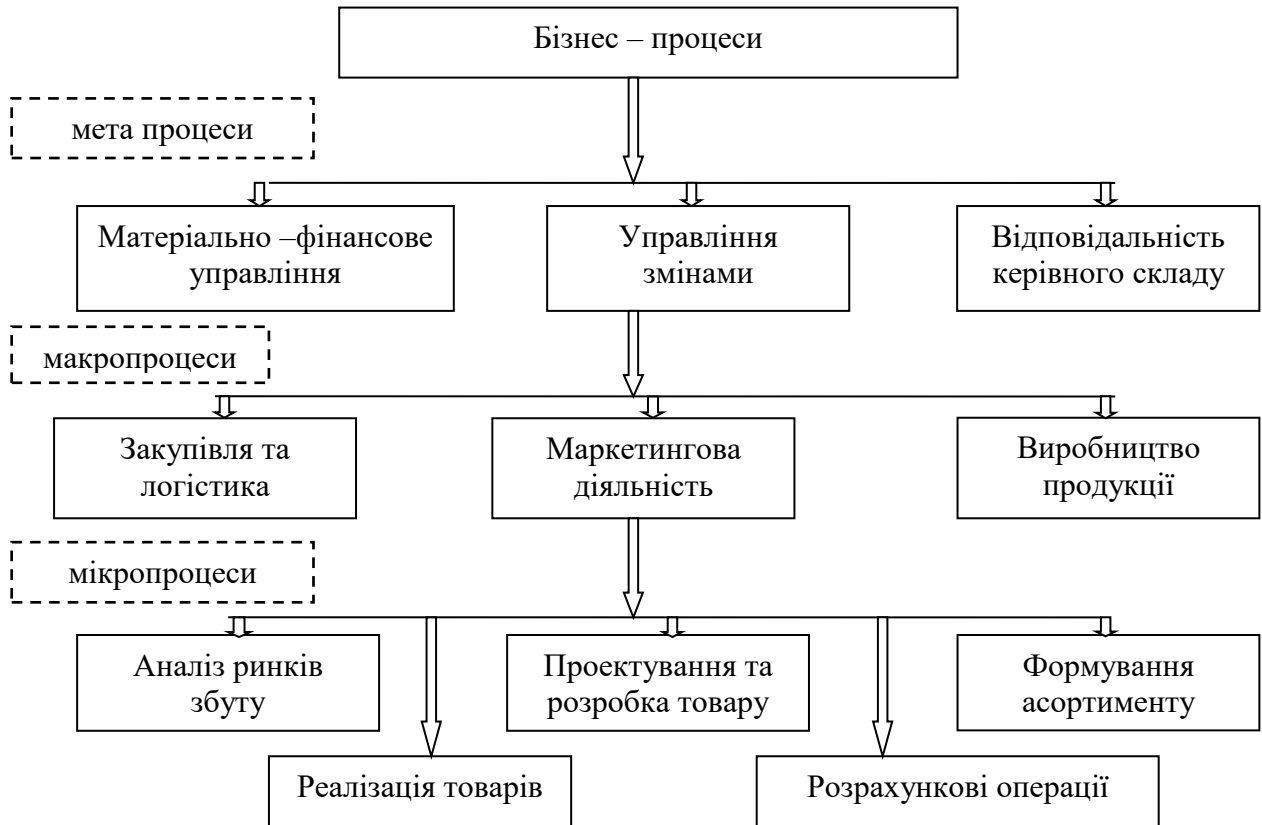 Бізнес – процеси
мета процеси
Матеріально –фінансове
управління
Управління
змінами
Відповідальність
керівного складу
макропроцеси
Закупівля та
логістика
Маркетингова
діяльність
Виробництво
продукції
мікропроцеси
Аналіз ринків
збуту
Проектування та
розробка товару
Формування
асортименту
Реалізація товарів
Розрахункові операції